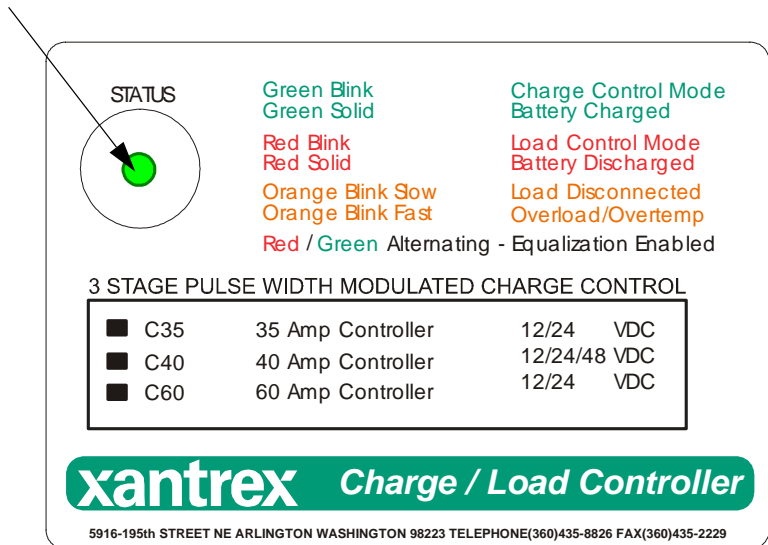 STATUS
Green Blink Charge Control Mode
Green Solid Battery Charged
Red Blink Load Control Mode
Red Solid Battery Discharged
Orange Blink Slow Load Disconnected
Orange Blink Fast Overload/Overtemp
Red / Green Alternating - Equalization Enabled
3 STAGE PULSE WIDTH MODULATED CHARGE CONTROL
C35 35 Amp Controller 12/24 VDC
C40 40 Amp Controller 12/24/48 VDC
C60 60 Amp Controller 12/24 VDC
xantrex Charge / Load Controller
5916-195th STREET NE ARLINGTON WASHINGTON 98223 TELEPHONE(360)435-8826 FAX(360)435-2229